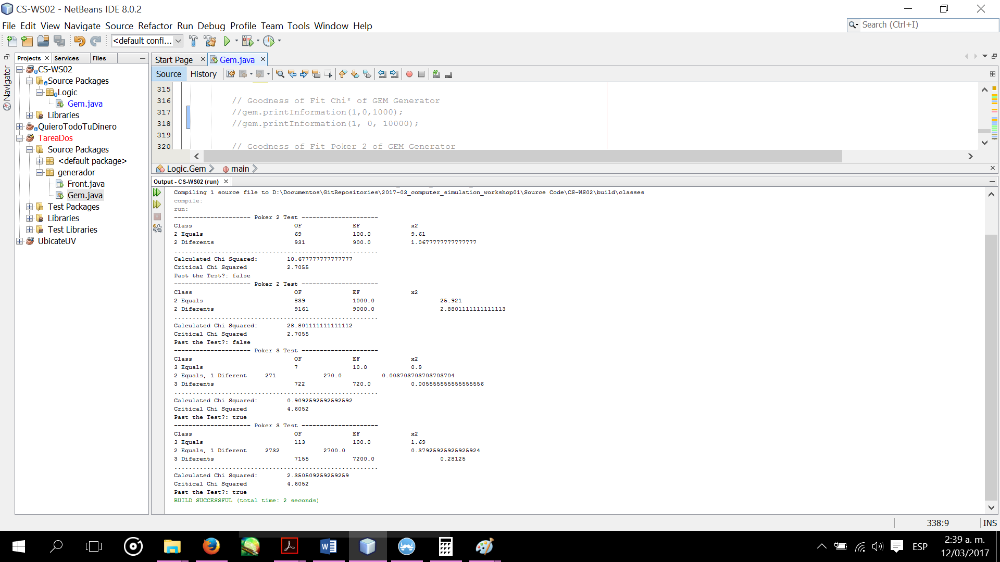 CS-WS02 - NetBeans IDE 8.0.2
File Edit View Navigate Source Refactor Run Debug Profile Team Tools Window Help
Search (Ctrl+I)
<default confi...
Projects Services Files
Navigator
CS-WS02
Source Packages
Logic
Gem.java
Libraries
QuieroTodoTuDinero
TareaDos
Source Packages
<default package>
generador
Front.java
Gem.java
Test Packages
Libraries
Test Libraries
UbicateUV
Start Page Gem.java
Source History
315
316 // Goodness of Fit Chi² of GEM Generator
317 //gem.printInformation(1,0,1000);
318 //gem.printInformation(1, 0, 10000);
319
320 // Goodness of Fit Poker 2 of GEM Generator
Logic.Gem main
Output - CS-WS02 (run)
Compiling 1 source file to D:\Documentos\GitRepositories\2017-03_computer_simulation_workshop01\Source Code\CS-WS02\build\classes
compile:
run:
--------------------- Poker 2 Test ---------------------
Class OF EF x2
2 Equals 69 100.0 9.61
2 Diferents 931 900.0 1.0677777777777777
........................................................
Calculated Chi Squared: 10.677777777777777
Critical Chi Squared 2.7055
Past the Test?: false
--------------------- Poker 2 Test ---------------------
Class OF EF x2
2 Equals 839 1000.0 25.921
2 Diferents 9161 9000.0 2.8801111111111113
........................................................
Calculated Chi Squared: 28.801111111111112
Critical Chi Squared 2.7055
Past the Test?: false
--------------------- Poker 3 Test ---------------------
Class OF EF x2
3 Equals 7 10.0 0.9
2 Equals, 1 Diferent 271 270.0 0.003703703703703704
3 Diferents 722 720.0 0.005555555555555556
........................................................
Calculated Chi Squared: 0.9092592592592592
Critical Chi Squared 4.6052
Past the Test?: true
--------------------- Poker 3 Test ---------------------
Class OF EF x2
3 Equals 113 100.0 1.69
2 Equals, 1 Diferent 2732 2700.0 0.37925925925925924
3 Diferents 7155 7200.0 0.28125
........................................................
Calculated Chi Squared: 2.350509259259259
Critical Chi Squared 4.6052
Past the Test?: true
BUILD SUCCESSFUL (total time: 2 seconds)
338:9 INS
ESP
2:39 a. m.
12/03/2017